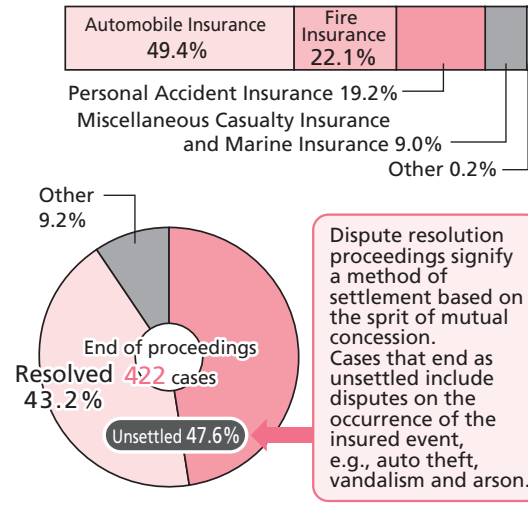 Automobile Insurance
49.4%
Fire
Insurance
22.1%
Personal Accident Insurance 19.2%
Miscellaneous Casualty Insurance
and Marine Insurance 9.0%
Other 0.2%
Other
9.2%
End of proceedings
422 cases
Resolved
43.2%
Unsettled 47.6%
Dispute resolution
proceedings signify
a method of
settlement based on
the sprit of mutual
concession.
Cases that end as
unsettled include
disputes on the
occurrence of the
insured event,
e.g., auto theft,
vandalism and arson.